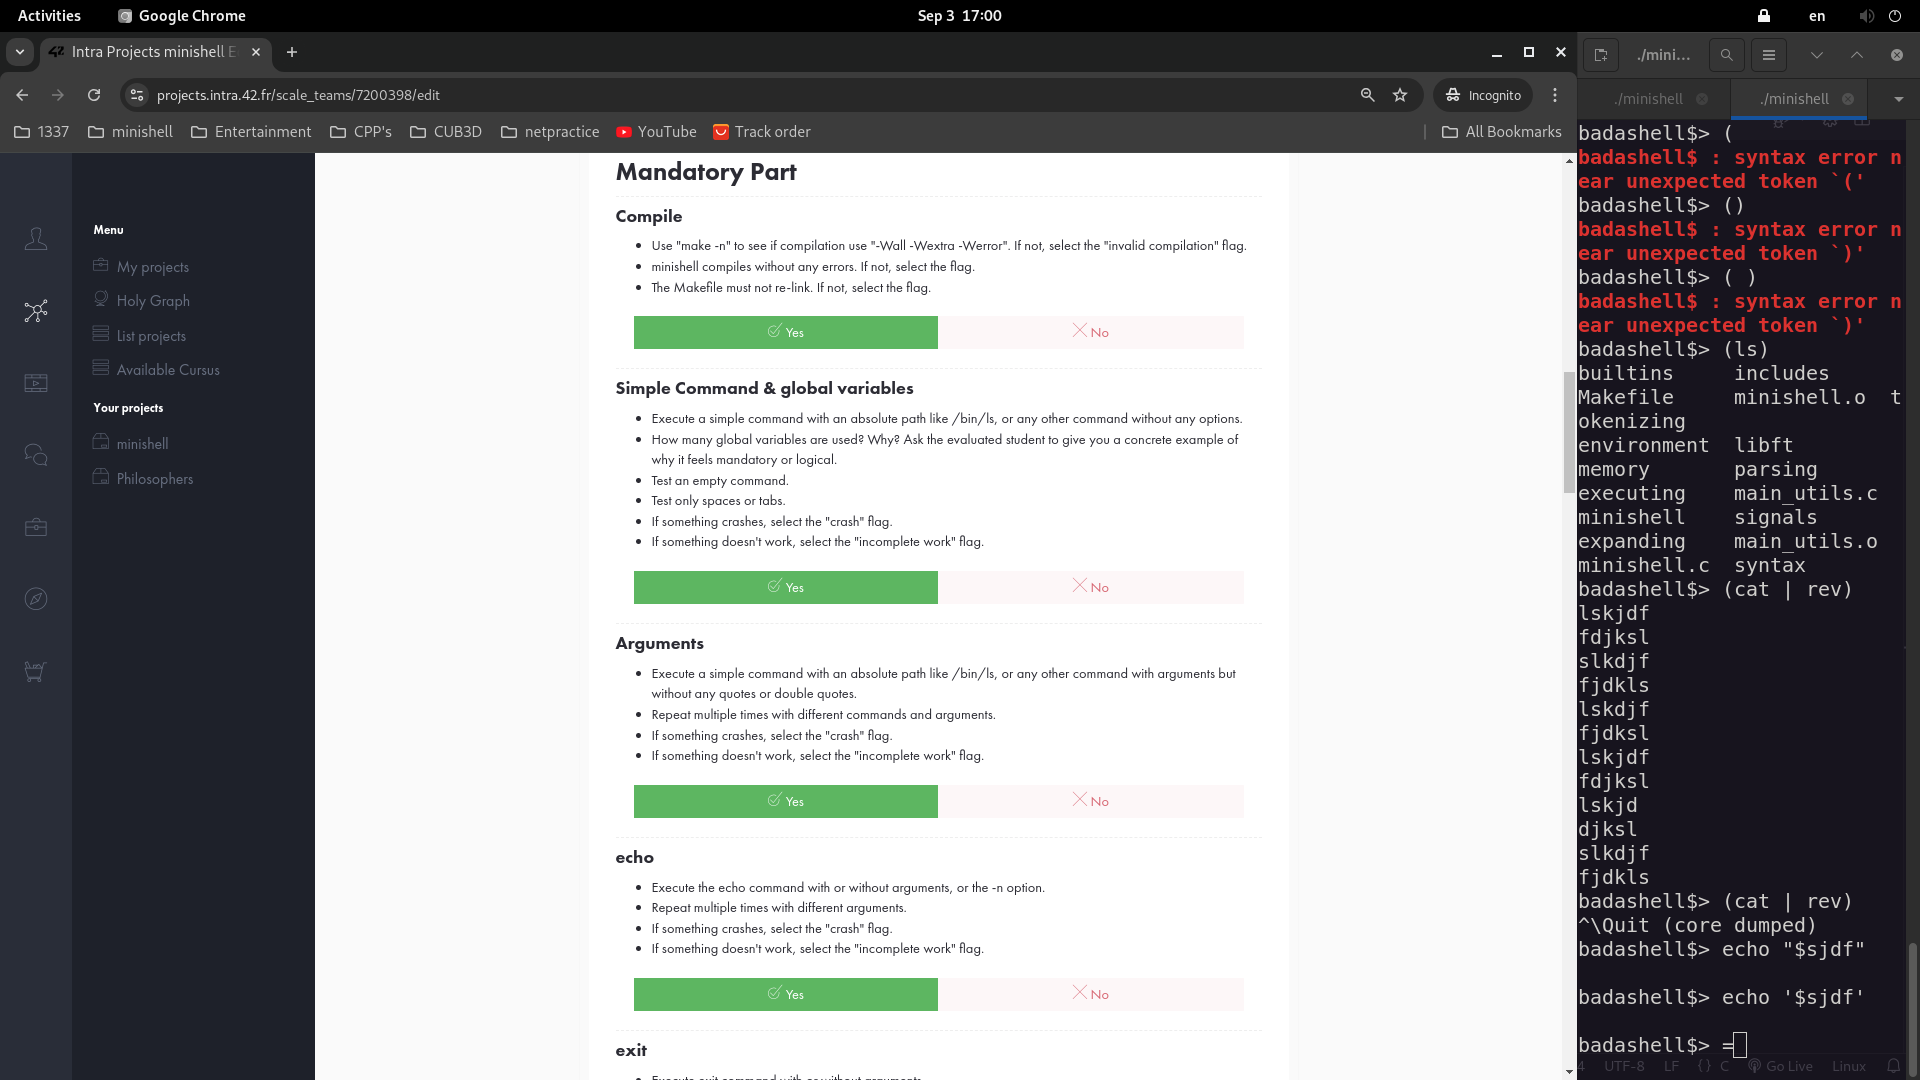 Activities
Google Chrome
Sep 3 17:00
en
Intra Projects minishell E
./mini...
projects.intra.42.fr/scale_teams/7200398/edit
Incognito
./minishell
./minishell
1337
minishell
Entertainment
CPP's
CUB3D
netpractice
YouTube
Track order
All Bookmarks
Menu
My projects
Holy Graph
List projects
Available Cursus
Your projects
minishell
Philosophers
Mandatory Part
Compile
Use "make -n" to see if compilation use "-Wall -Wextra -Werror". If not, select the "invalid compilation" flag.
minishell compiles without any errors. If not, select the flag.
The Makefile must not re-link. If not, select the flag.
Yes
No
Simple Command & global variables
Execute a simple command with an absolute path like /bin/ls, or any other command without any options.
How many global variables are used? Why? Ask the evaluated student to give you a concrete example of
why it feels mandatory or logical.
Test an empty command.
Test only spaces or tabs.
If something crashes, select the "crash" flag.
If something doesn't work, select the "incomplete work" flag.
Yes
No
Arguments
Execute a simple command with an absolute path like /bin/ls, or any other command with arguments but
without any quotes or double quotes.
Repeat multiple times with different commands and arguments.
If something crashes, select the "crash" flag.
If something doesn't work, select the "incomplete work" flag.
Yes
No
echo
Execute the echo command with or without arguments, or the -n option.
Repeat multiple times with different arguments.
If something crashes, select the "crash" flag.
If something doesn't work, select the "incomplete work" flag.
Yes
No
exit
Execute exit command with or without arguments.
badashell$> (
badashell$ : syntax error n
ear unexpected token `('
badashell$> ()
badashell$ : syntax error n
ear unexpected token `)'
badashell$> ( )
badashell$ : syntax error n
ear unexpected token `)'
badashell$> (ls)
builtins includes
Makefile minishell.o t
okenizing
environment libft
memory parsing
executing main_utils.c
minishell signals
expanding main_utils.o
minishell.c syntax
badashell$> (cat | rev)
lskjdf
fdjksl
slkdjf
fjdkls
lskdjf
fjdksl
lskjdf
fdjksl
lskjd
djksl
slkdjf
fjdkls
badashell$> (cat | rev)
^\Quit (core dumped)
badashell$> echo "$sjdf"
badashell$> echo '$sjdf'
badashell$> =
4 UTF-8 LF {} C Go Live Linux